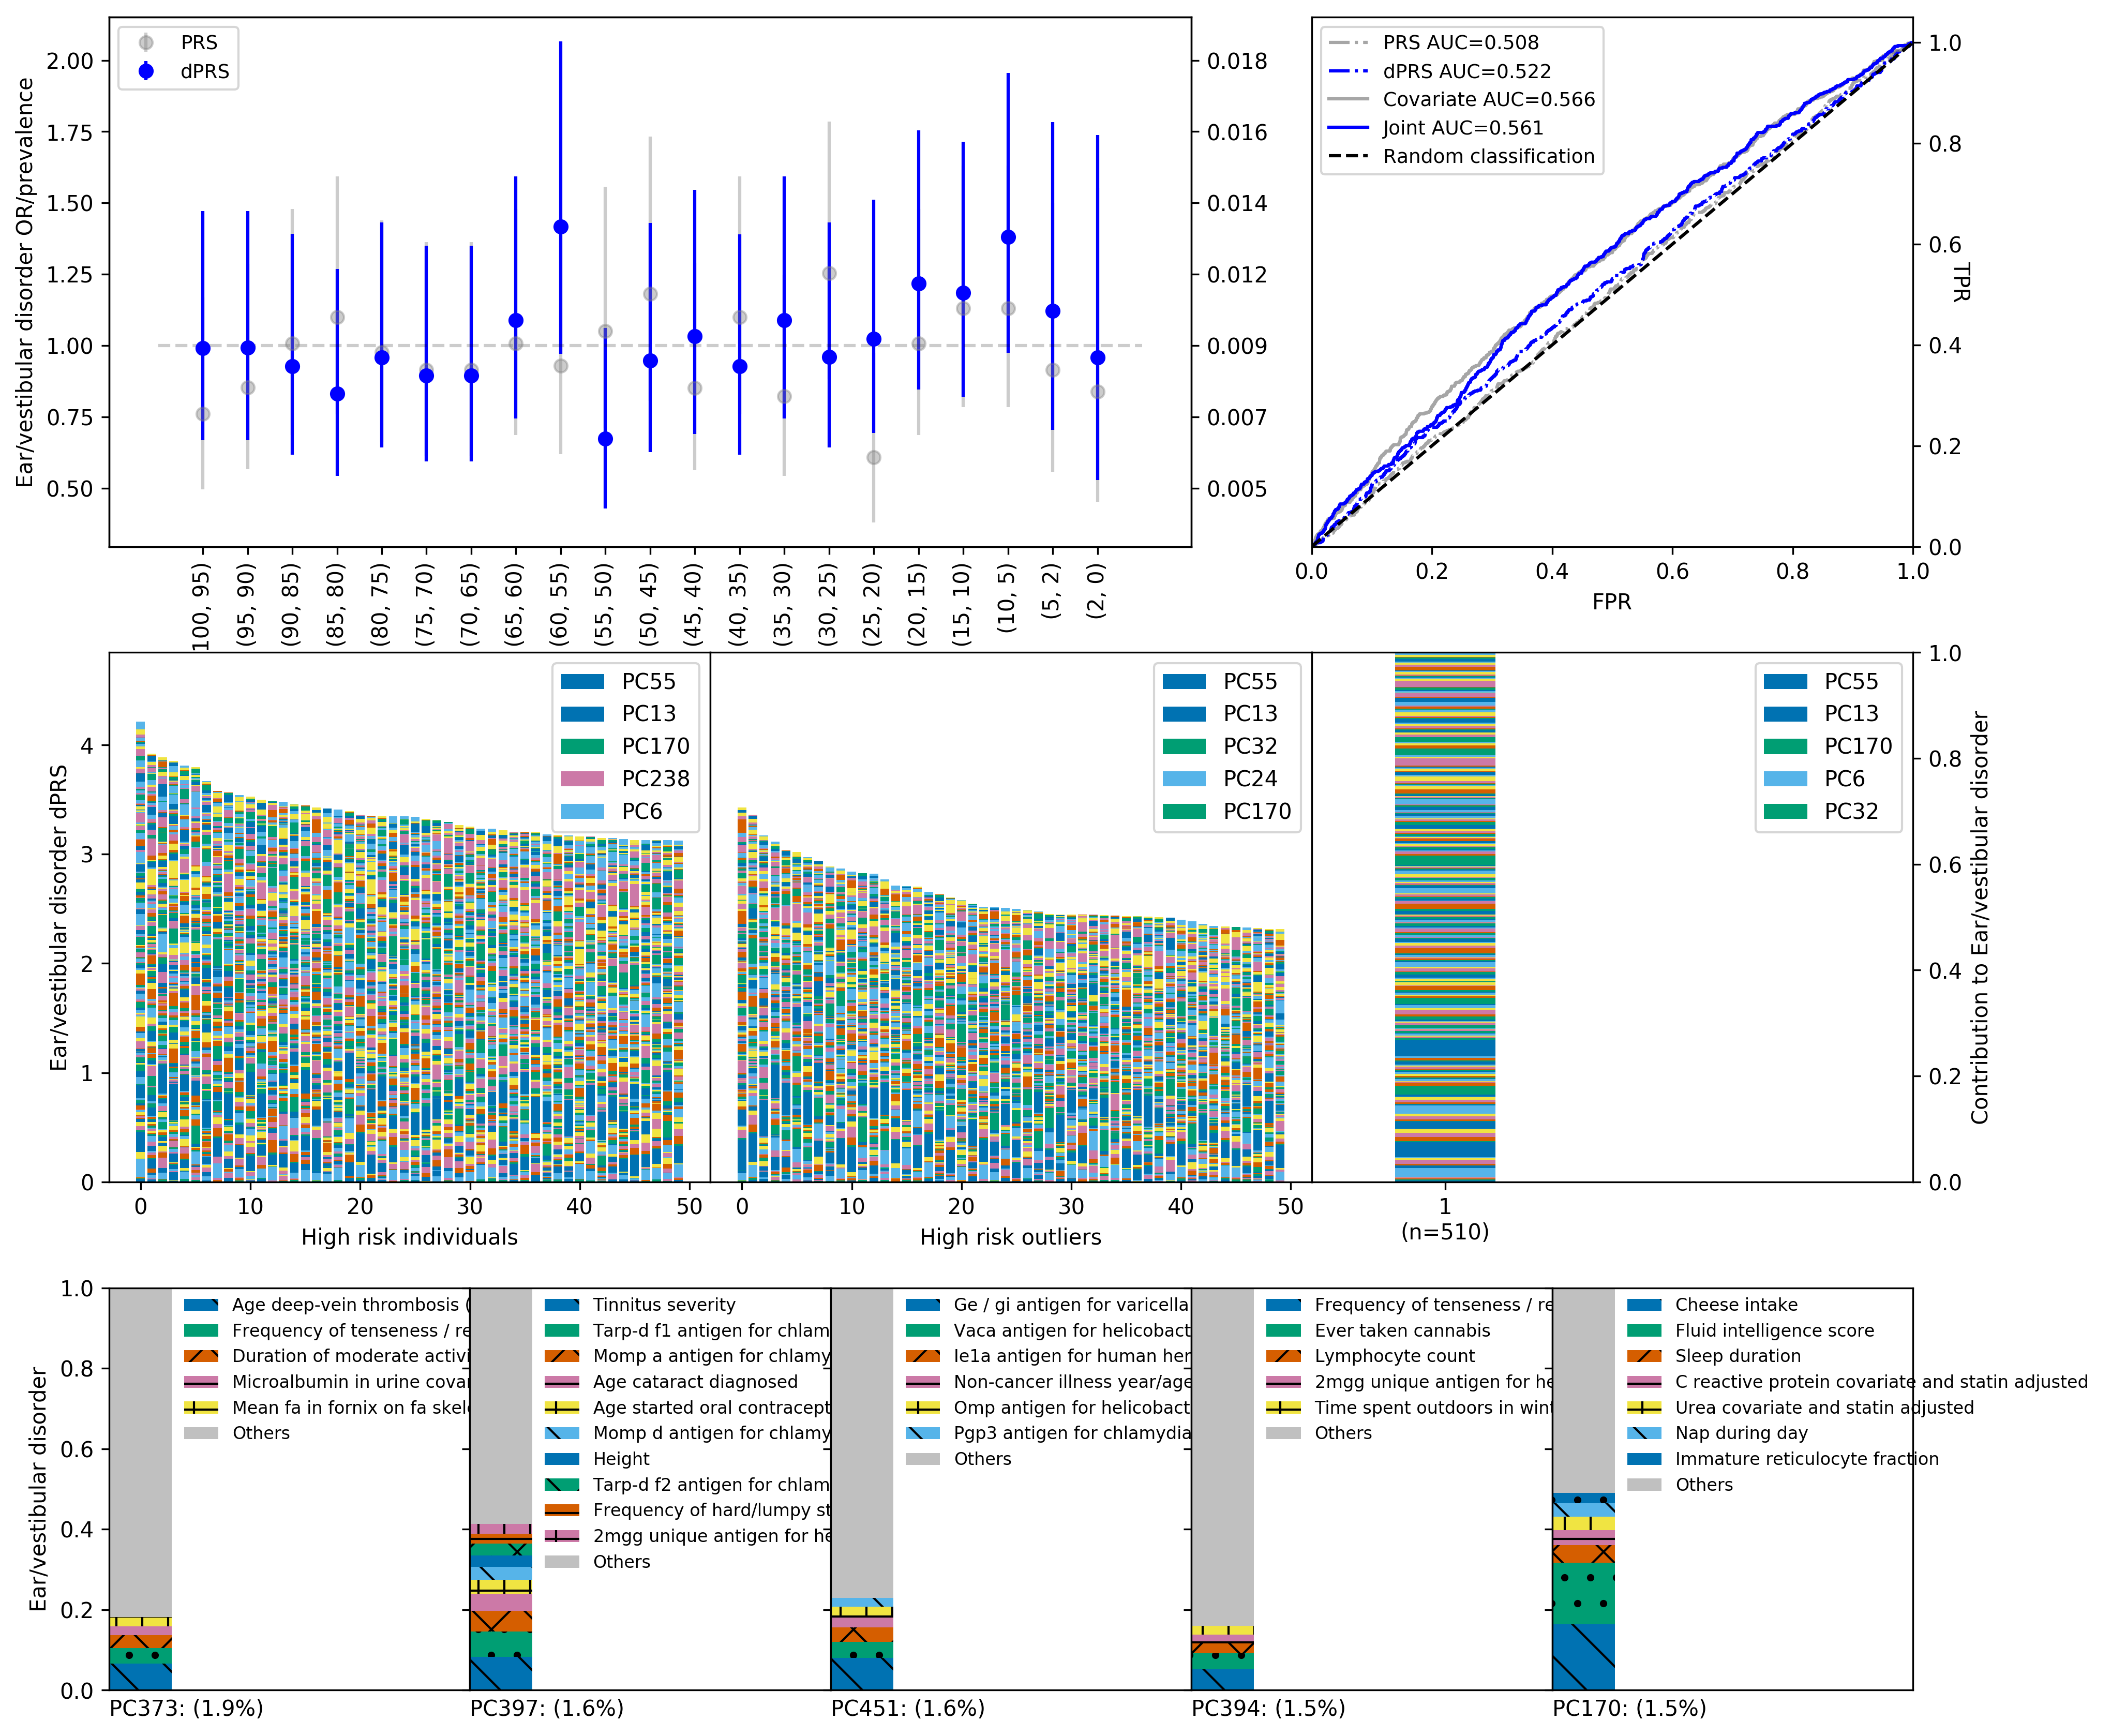 Ear/vestibular disorder OR/prevalence
2.00
1.75
1.50
1.25
1.00
0.75
0.50
PRS
dPRS
0.018
0.016
0.014
0.012
0.009
0.007
0.005
100, 95)
(95, 90)
(90, 85)
(85, 80)
(80, 75)
(75, 70)
(70, 65)
(65, 60)
(60, 55)
(55, 50)
(50, 45)
(45, 40)
(40, 35)
(35, 30)
(30, 25)
(25, 20)
(20, 15)
(15, 10)
(10, 5)
(5, 2)
(2, 0)
PRS AUC=0.508
dPRS AUC=0.522
Covariate AUC=0.566
Joint AUC=0.561
Random classification
1.0
0.8
0.6
0.4
0.2
0.0
TPR
0.0 0.2 0.4 0.6 0.8 1.0
FPR
Ear/vestibular disorder dPRS
4
3
2
1
0
PC55
PC13
PC170
PC238
PC6
0 10 20 30 40 50
High risk individuals
PC55
PC13
PC32
PC24
PC170
0 10 20 30 40 50
High risk outliers
PC55
PC13
PC170
PC6
PC32
1
(n=510)
1.0
0.8
0.6
0.4
0.2
0.0
Contribution to Ear/vestibular disorder
Ear/vestibular disorder
1.0
0.8
0.6
0.4
0.2
0.0
Age deep-vein thrombosis (
Frequency of tenseness / re
Duration of moderate activi
Microalbumin in urine covar
Mean fa in fornix on fa skel
Others
PC373: (1.9%)
Tinnitus severity
Tarp-d f1 antigen for chlam
Momp a antigen for chlamy
Age cataract diagnosed
Age started oral contracept
Momp d antigen for chlamy
Height
Tarp-d f2 antigen for chlam
Frequency of hard/lumpy st
2mgg unique antigen for he
Others
PC397: (1.6%)
Ge / gi antigen for varicella
Vaca antigen for helicobact
Ie1a antigen for human her
Non-cancer illness year/age
Omp antigen for helicobact
Pgp3 antigen for chlamydia
Others
PC451: (1.6%)
Frequency of tenseness / re
Ever taken cannabis
Lymphocyte count
2mgg unique antigen for he
Time spent outdoors in wint
Others
PC394: (1.5%)
Cheese intake
Fluid intelligence score
Sleep duration
C reactive protein covariate and statin adjusted
Urea covariate and statin adjusted
Nap during day
Immature reticulocyte fraction
Others
PC170: (1.5%)